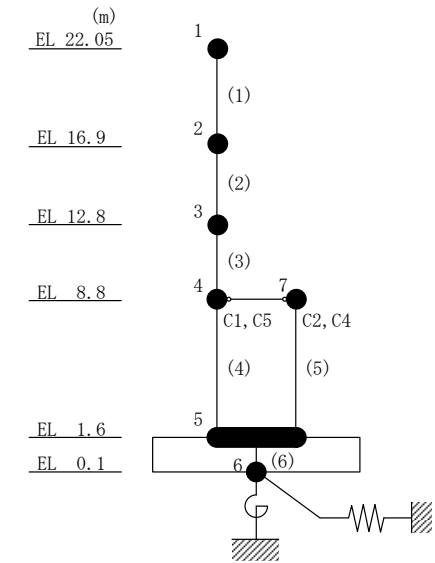 (m)
1
EL 22.05
(1)
2
EL 16.9
(2)
3
EL 12.8
(3)
4 7
EL 8.8
C1, C5 C2, C4
(4) (5)
5
EL 1.6
6 (6)
EL 0.1